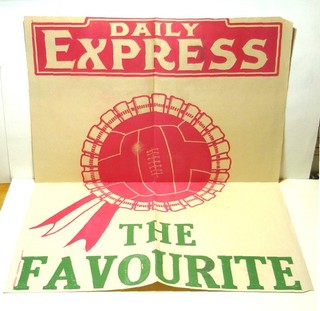 DAILY
EXPRESS
THE
FAVOURITE